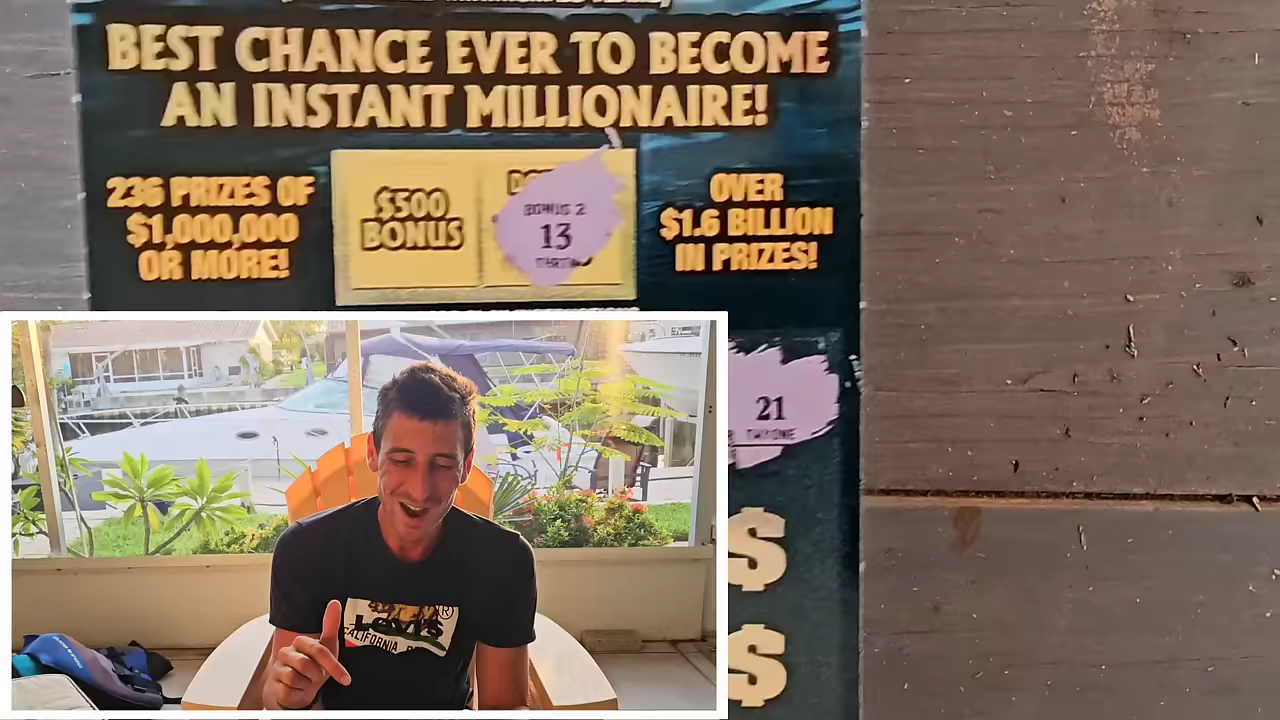 BEST CHANCE EVER TO BECOME
AN INSTANT MILLIONAIRE!
236 PRIZES OF
$1,000,000
OR MORE!
$500
BONUS
BONUS 2
13
OVER
$1.6 BILLION
IN PRIZES!
21
TWYONE
$
$
LEVI'S
CALIFORNIA